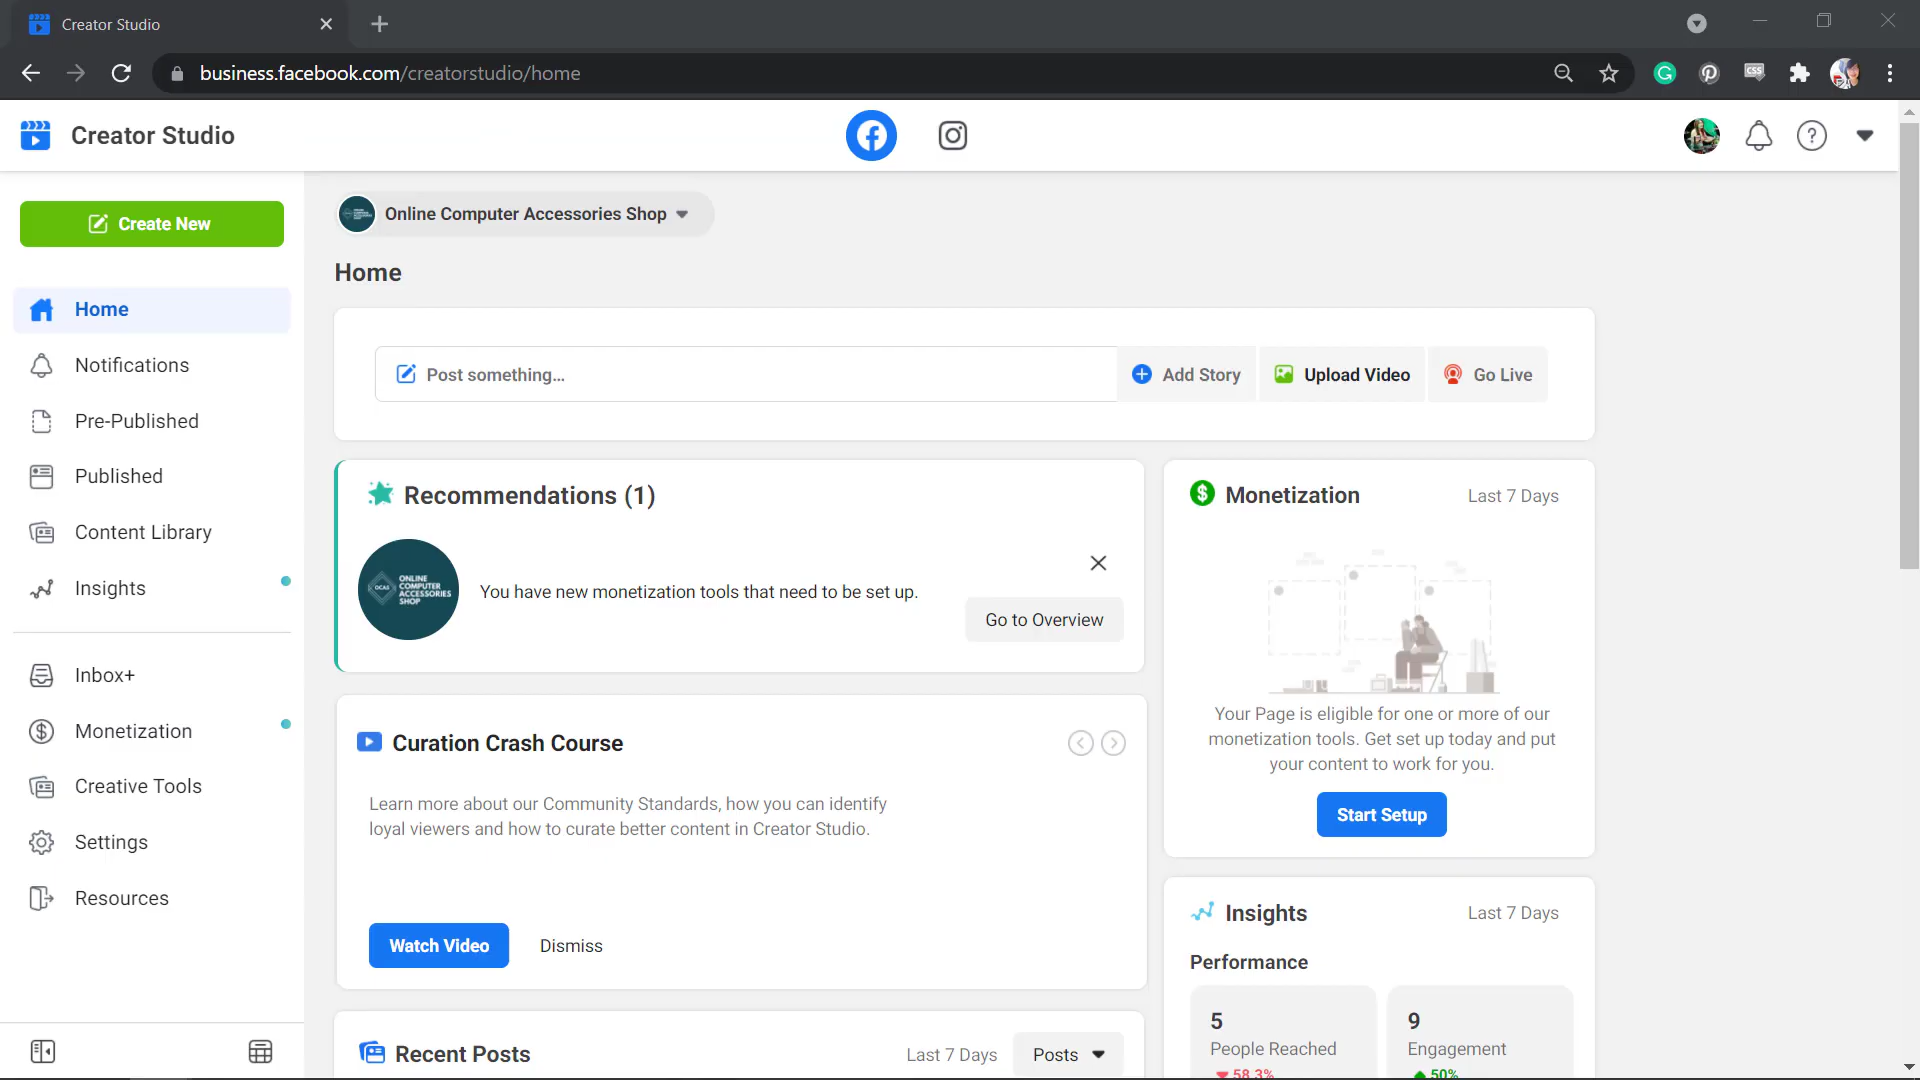 Creator Studio
business.facebook.com/creatorstudio/home
CSS
Creator Studio
Create New
Online Computer Accessories Shop
Home
Home
Notifications
Pre-Published
Published
Content Library
Insights
Inbox+
Monetization
Creative Tools
Settings
Resources
Post something...
Add Story
Upload Video
Go Live
Recommendations (1)
OCAS
ONLINE
COMPUTER
ACCESSORIES
SHOP
You have new monetization tools that need to be set up.
Go to Overview
Monetization
Last 7 Days
Your Page is eligible for one or more of our
monetization tools. Get set up today and put
your content to work for you.
Start Setup
Curation Crash Course
Learn more about our Community Standards, how you can identify
loyal viewers and how to curate better content in Creator Studio.
Watch Video
Dismiss
Insights
Last 7 Days
Performance
5
People Reached
58.3%
9
Engagement
50%
Recent Posts
Last 7 Days
Posts